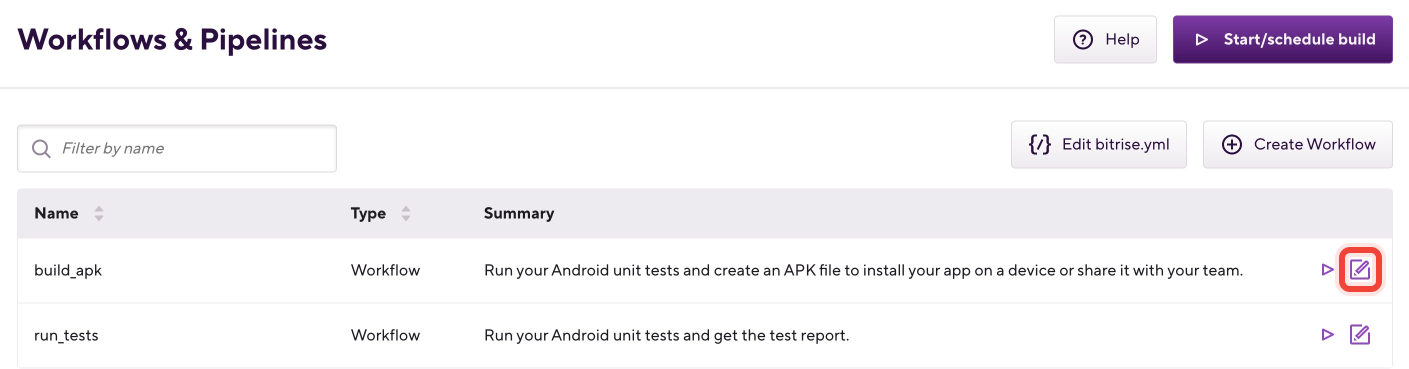 Workflows & Pipelines
Help
Start/schedule build
Filter by name
{/} Edit bitrise.yml
Create Workflow
Name Type Summary
build_apk Workflow Run your Android unit tests and create an APK file to install your app on a device or share it with your team.
run_tests Workflow Run your Android unit tests and get the test report.